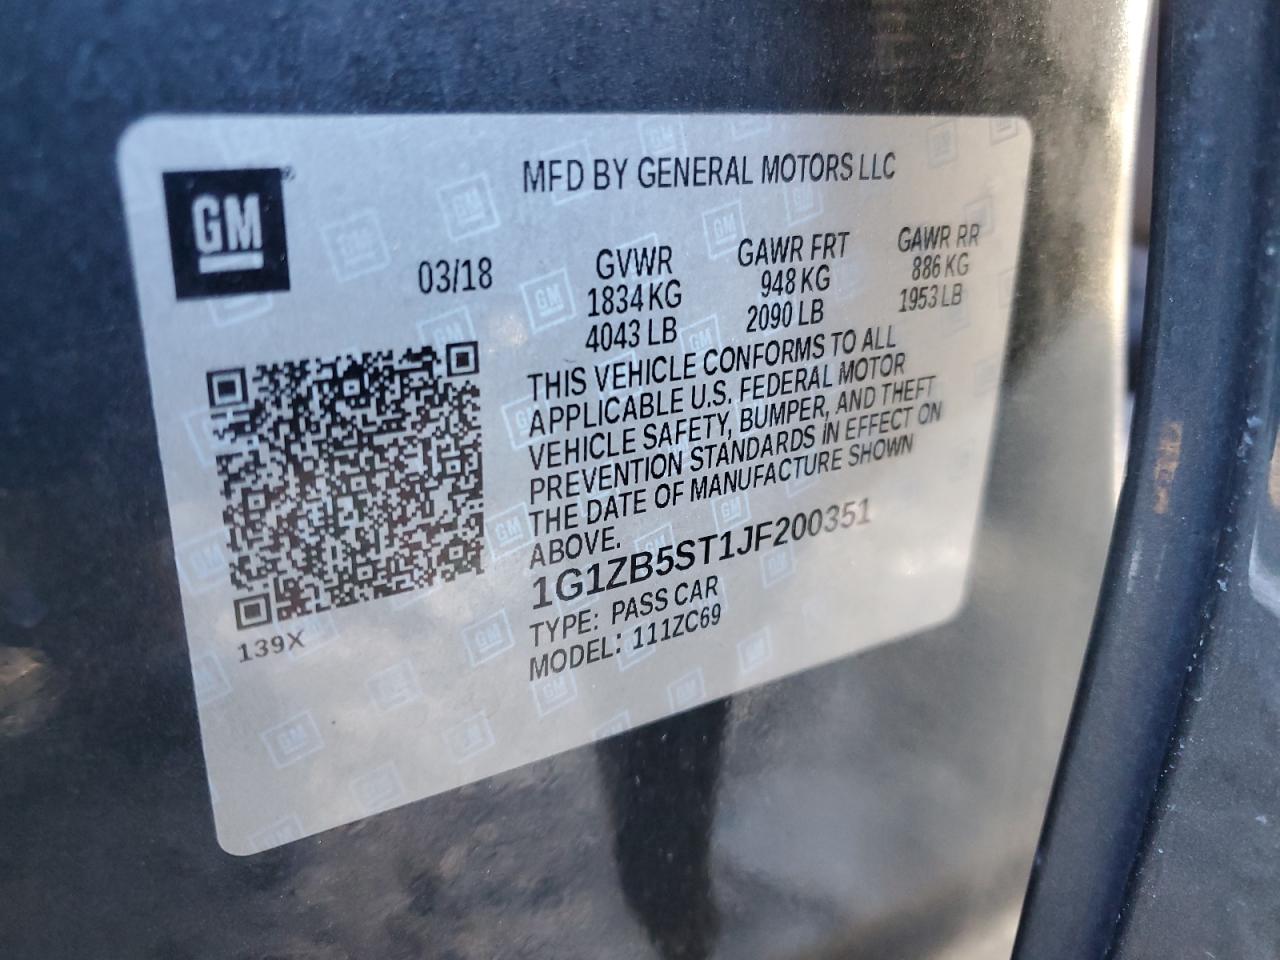 GM
MFD BY GENERAL MOTORS LLC
03/18
GVWR
1834 KG
4043 LB
GAWR FRT
948 KG
2090 LB
GAWR RR
886 KG
1953 LB
THIS VEHICLE CONFORMS TO ALL
APPLICABLE U.S. FEDERAL MOTOR
VEHICLE SAFETY, BUMPER, AND THEFT
PREVENTION STANDARDS IN EFFECT ON
THE DATE OF MANUFACTURE SHOWN
ABOVE.
1G1ZB5ST1JF200351
TYPE: PASS CAR
MODEL: 111ZC69
139X